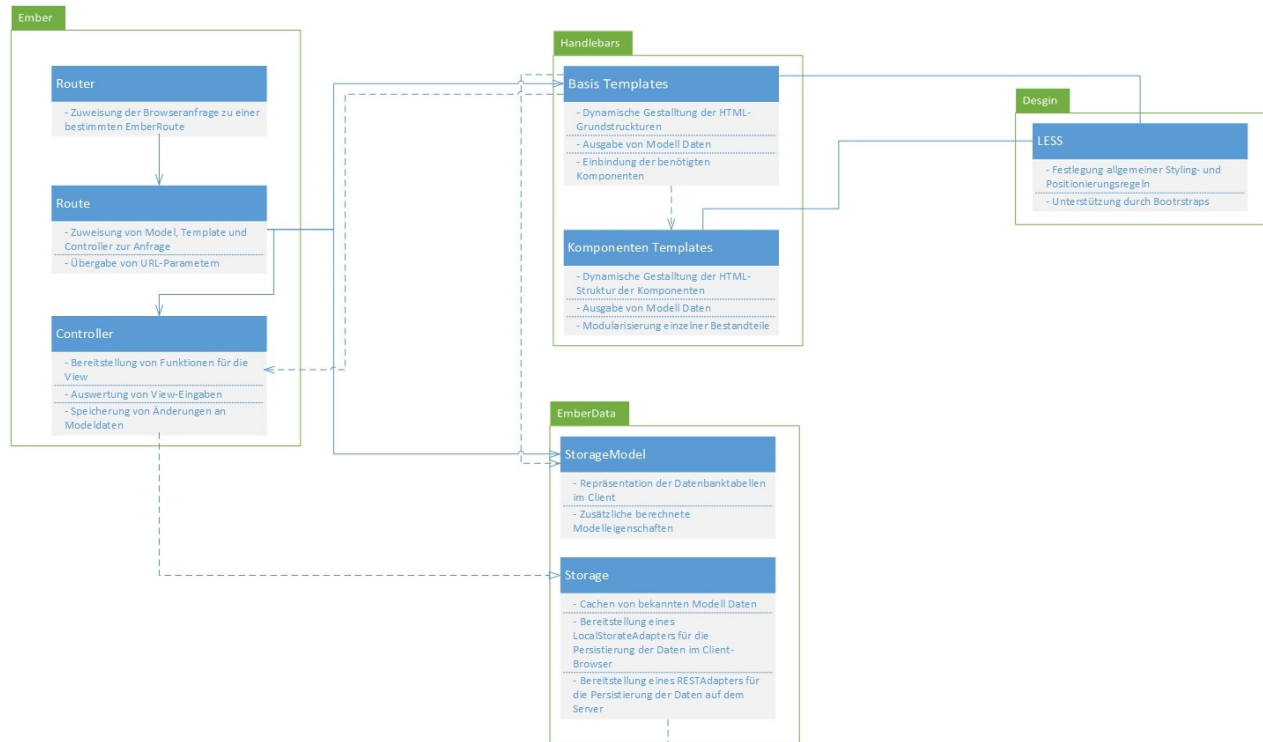 Ember
Router
- Zuweisung der Browseranfrage zu einer
bestimmten EmberRoute
Route
- Zuweisung von Model, Template und
Controller zur Anfrage
- Übergabe von URL-Parametern
Controller
- Bereitstellung von Funktionen für die
View
- Auswertung von View-Eingaben
- Speicherung von Änderungen an
Modeldaten
Handlebars
Basis Templates
- Dynamische Gestalltung der HTML-
Grundstruckturen
- Ausgabe von Modell Daten
- Einbindung der benötigten
Komponenten
Komponenten Templates
- Dynamische Gestalltung der HTML-
Struktur der Komponenten
- Ausgabe von Modell Daten
- Modularisierung einzelner Bestandteile
Desgin
LESS
- Festlegung allgemeiner Styling- und
Positionierungsregeln
- Unterstützung durch Bootrstraps
EmberData
StorageModel
- Repräsentation der Datenbanktabellen
im Client
- Zusätzliche berechnete
Modelleigenschaften
Storage
- Cachen von bekannten Modell Daten
- Bereitstellung eines
LocalStorateAdapters für die
Persistierung der Daten im Client-
Browser
- Bereitstellung eines RESTAdapters für
die Persistierung der Daten auf dem
Server